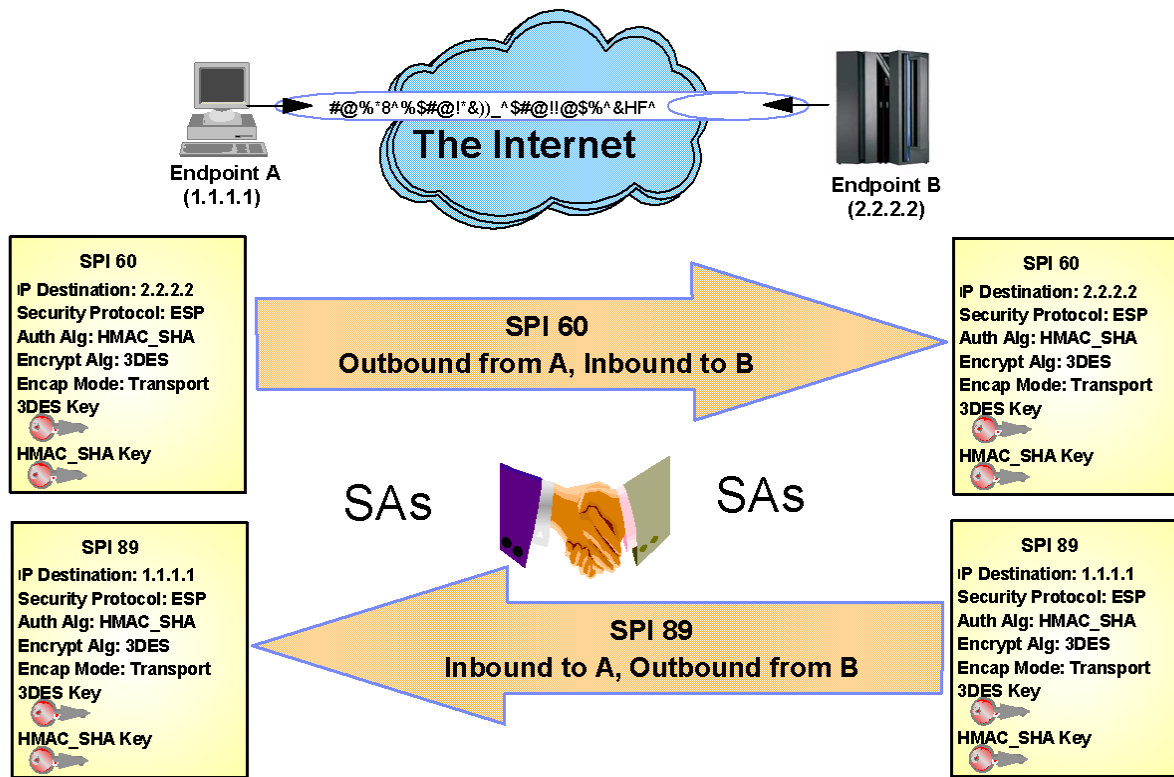 #@%*8^%$#@!*&))_^$#@!!@$%^&HF^
The Internet
Endpoint A
(1.1.1.1)
Endpoint B
(2.2.2.2)
SPI 60
IP Destination: 2.2.2.2
Security Protocol: ESP
Auth Alg: HMAC_SHA
Encrypt Alg: 3DES
Encap Mode: Transport
3DES Key
HMAC_SHA Key
SPI 60
Outbound from A, Inbound to B
SPI 60
IP Destination: 2.2.2.2
Security Protocol: ESP
Auth Alg: HMAC_SHA
Encrypt Alg: 3DES
Encap Mode: Transport
3DES Key
HMAC_SHA Key
SAs
SAs
SPI 89
IP Destination: 1.1.1.1
Security Protocol: ESP
Auth Alg: HMAC_SHA
Encrypt Alg: 3DES
Encap Mode: Transport
3DES Key
HMAC_SHA Key
SPI 89
Inbound to A, Outbound from B
SPI 89
IP Destination: 1.1.1.1
Security Protocol: ESP
Auth Alg: HMAC_SHA
Encrypt Alg: 3DES
Encap Mode: Transport
3DES Key
HMAC_SHA Key